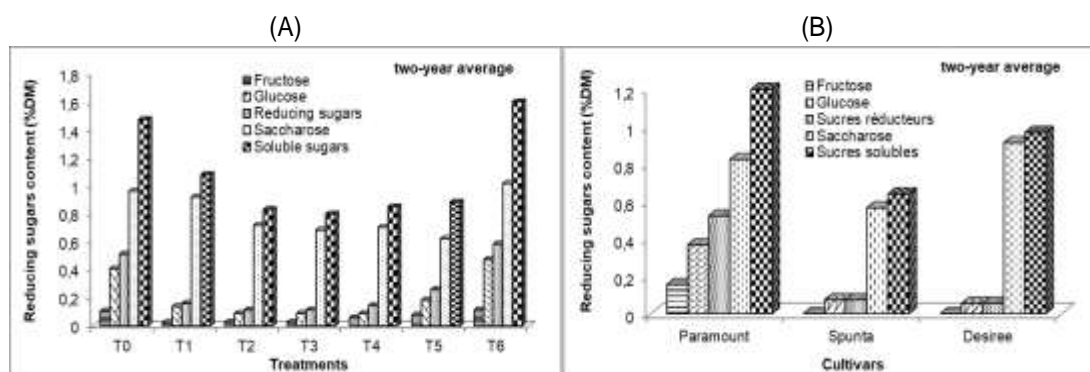 (A)
(B)
two-year average
Fructose
Glucose
Reducing sugars
Saccharose
Soluble sugars
Reducing sugars content (%DM)
1,8
1,6
1,4
1,2
1
0,8
0,6
0,4
0,2
0
T0 T1 T2 T3 T4 T5 T6
Treatments
two-year average
Fructose
Glucose
Sucres réducteurs
Saccharose
Sucres solubles
Reducing sugars content (%DM)
1,2
1
0,8
0,6
0,4
0,2
0
Paramount Spunta Desiree
Cultivars